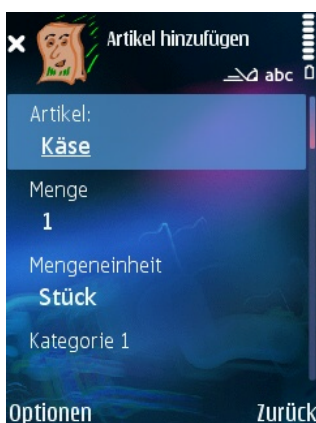 Artikel hinzufügen
abc
Artikel:
Käse
Menge
1
Mengeneinheit
Stück
Kategorie 1
Optionen Zurück